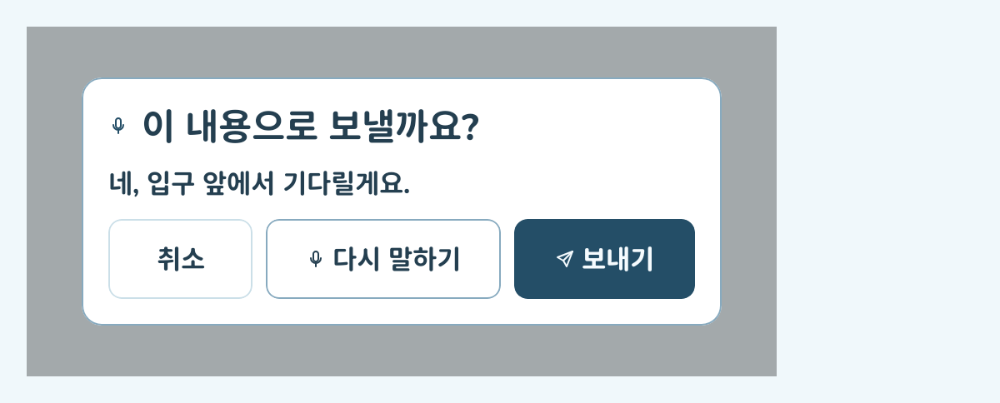 이 내용으로 보낼까요?
네, 입구 앞에서 기다릴게요.
취소 다시 말하기 보내기